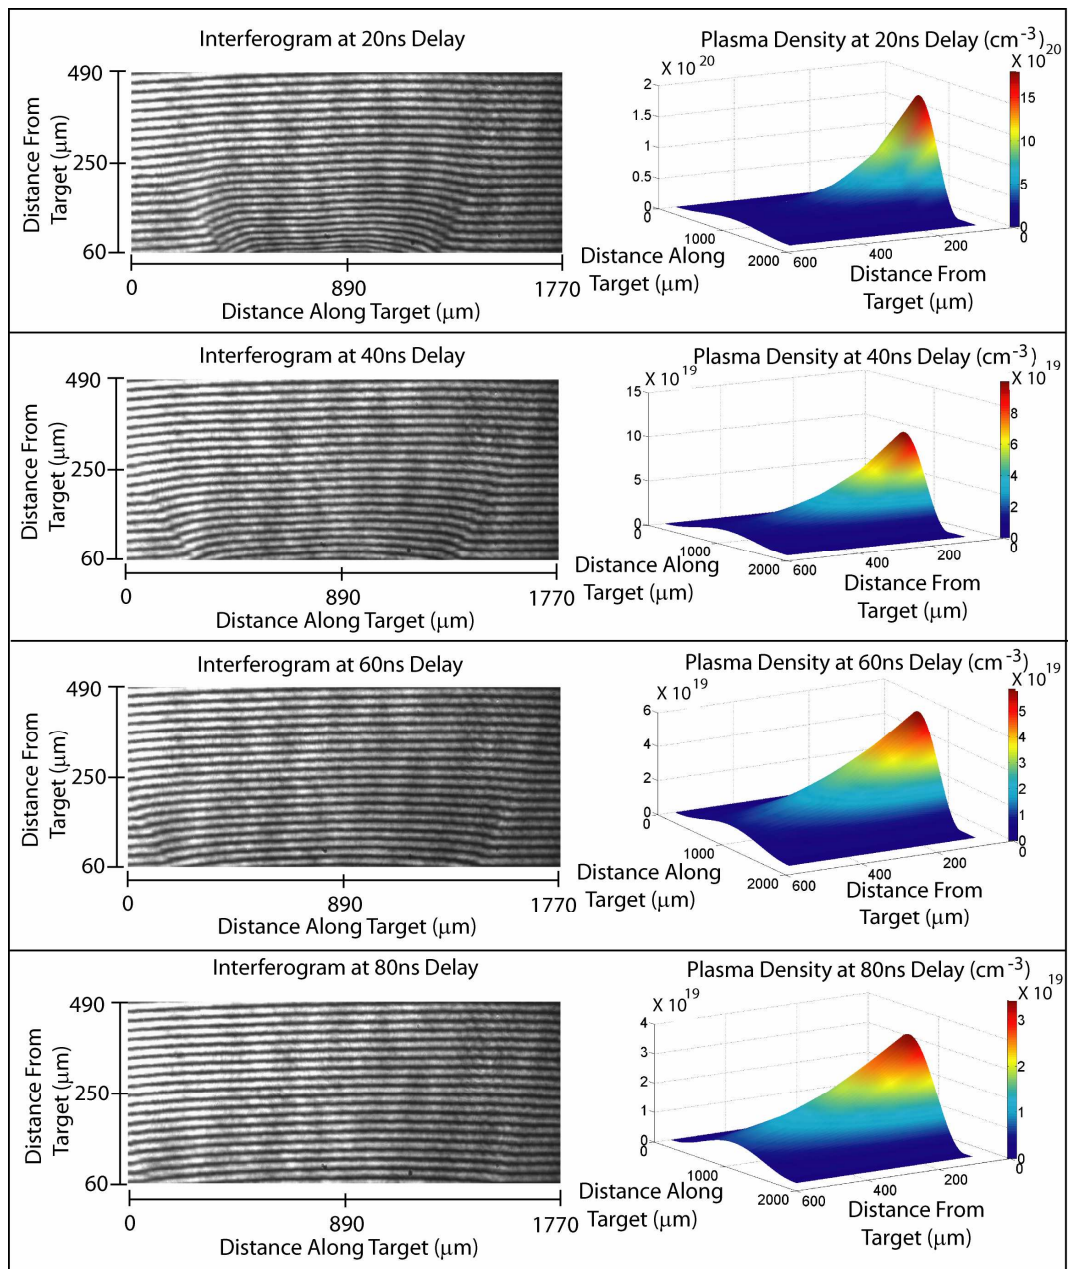 Interferogram at 20ns Delay
490
250
60
Distance From
Target (μm)
0
890
1770
Distance Along Target (μm)
Plasma Density at 20ns Delay (cm⁻³)
X 10²⁰
X 10²⁰
2
1.5
1
0.5
0
0
1000
2000
600
400
200
0
Distance Along
Target (μm)
Distance From
Target (μm)
15
10
5
0
Interferogram at 40ns Delay
490
250
60
Distance From
Target (μm)
0
890
1770
Distance Along Target (μm)
Plasma Density at 40ns Delay (cm⁻³)
X 10¹⁹
X 10¹⁹
15
10
5
0
0
1000
2000
600
400
200
0
Distance Along
Target (μm)
Distance From
Target (μm)
8
6
4
2
0
Interferogram at 60ns Delay
490
250
60
Distance From
Target (μm)
0
890
1770
Distance Along Target (μm)
Plasma Density at 60ns Delay (cm⁻³)
X 10¹⁹
X 10¹⁹
6
4
2
0
0
1000
2000
600
400
200
0
Distance Along
Target (μm)
Distance From
Target (μm)
5
4
3
2
1
0
Interferogram at 80ns Delay
490
250
60
Distance From
Target (μm)
0
890
1770
Distance Along Target (μm)
Plasma Density at 80ns Delay (cm⁻³)
X 10¹⁹
X 10¹⁹
4
3
2
1
0
0
1000
2000
600
400
200
0
Distance Along
Target (μm)
Distance From
Target (μm)
3
2
1
0